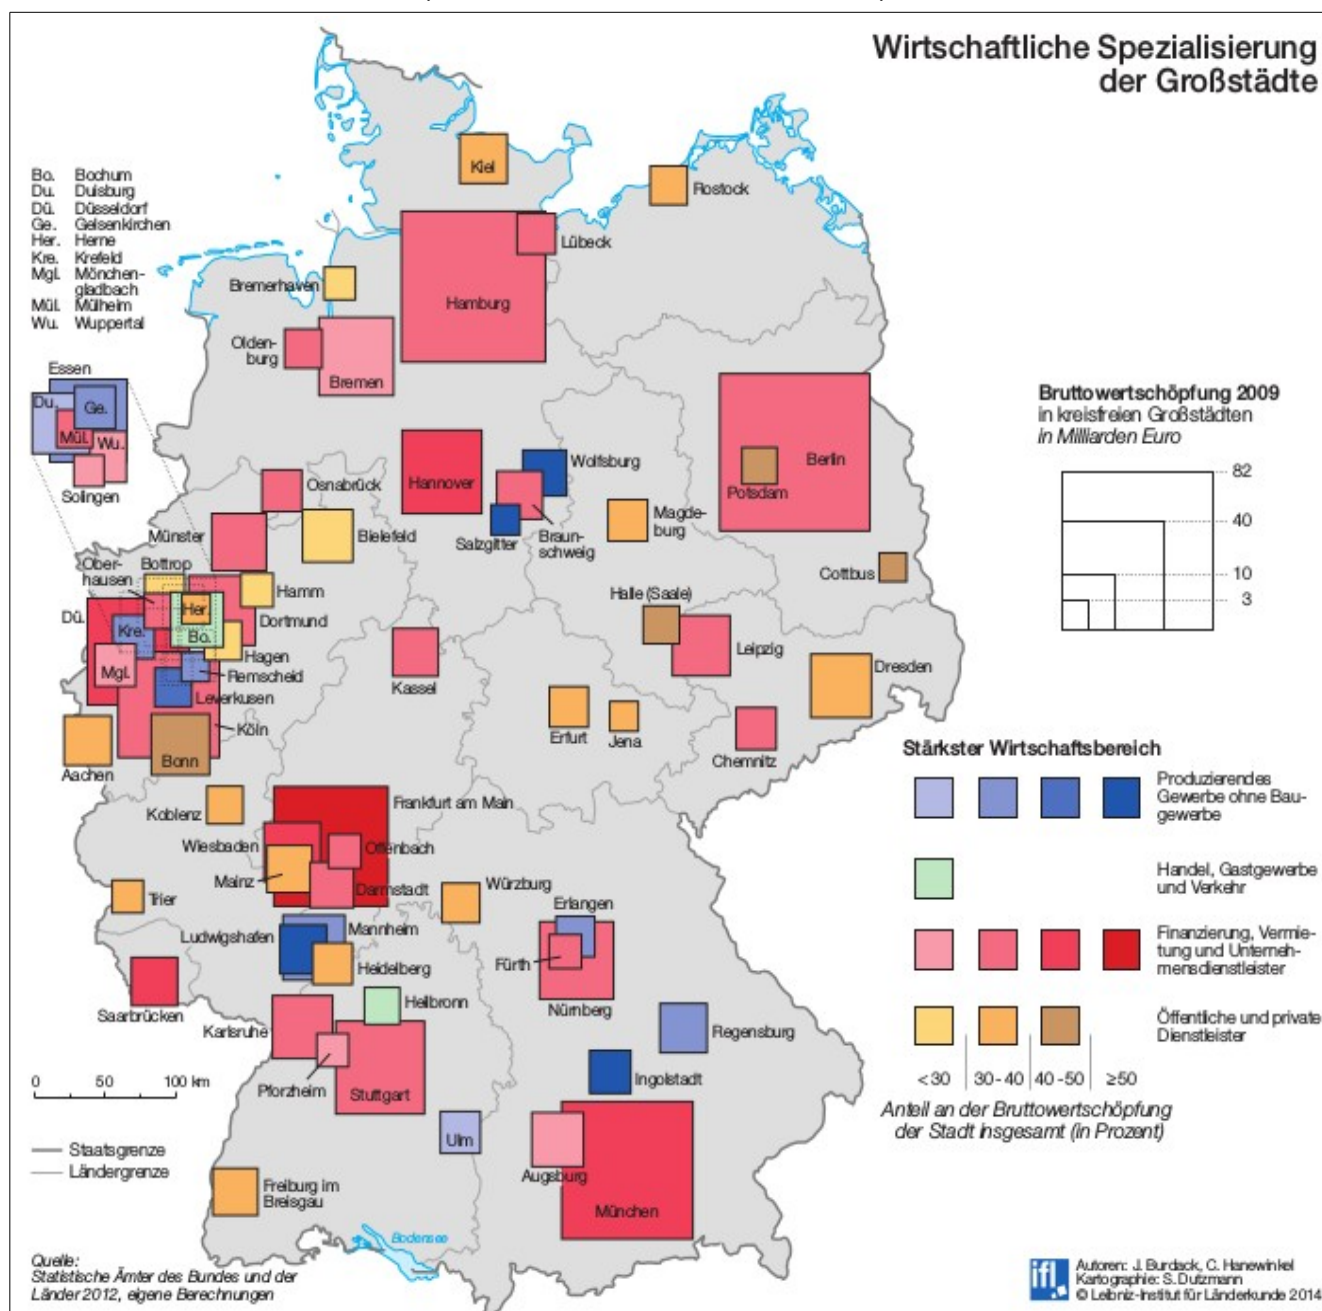 Wirtschaftliche Spezialisierung
der Großstädte
Bo. Bochum
Du. Duisburg
Dü. Düsseldorf
Ge. Gelsenkirchen
Her. Herne
Kre. Krefeld
Mgl. Mönchen-
gladbach
Mül. Mülheim
Wu. Wuppertal
Kiel
Rostock
Lübeck
Hamburg
Bremerhaven
Olden-
burg
Bremen
Essen
Du.
Ge.
Mül.
Wu.
Solingen
Bruttowertschöpfung 2009
in kreisfreien Großstädten
in Milliarden Euro
82
40
10
3
Berlin
Potsdam
Wolfsburg
Hannover
Osnabrück
Münster
Bielefeld
Salzgitter
Braun-
schweig
Magde-
burg
Cottbus
Ober-
hausen
Bottrop
Hamm
Dü.
Her.
Dortmund
Kre.
Bo.
Hagen
Mgl.
Remscheid
Leverkusen
Köln
Bonn
Aachen
Halle (Saale)
Leipzig
Dresden
Kassel
Erfurt
Jena
Chemnitz
Koblenz
Frankfurt am Main
Wiesbaden
Offenbach
Mainz
Darmstadt
Trier
Würzburg
Erlangen
Ludwigshafen
Mannheim
Heidelberg
Fürth
Nürnberg
Saarbrücken
Heilbronn
Karlsruhe
Regensburg
Pforzheim
Stuttgart
Ingolstadt
Ulm
Augsburg
München
Freiburg im
Breisgau
Bodensee
Stärkster Wirtschaftsbereich
Produzierendes
Gewerbe ohne Bau-
gewerbe
Handel, Gastgewerbe
und Verkehr
Finanzierung, Vermie-
tung und Unterneh-
mensdienstleister
Öffentliche und private
Dienstleister
<30 30-40 40-50 ≥50
Anteil an der Bruttowertschöpfung
der Stadt insgesamt (in Prozent)
0 50 100 km
Staatsgrenze
Ländergrenze
Quelle:
Statistische Ämter des Bundes und der
Länder 2012, eigene Berechnungen
ifl
Autoren: J. Burdack, C. Hanewinkel
Kartographie: S. Dutzmann
© Leibniz-Institut für Länderkunde 2014